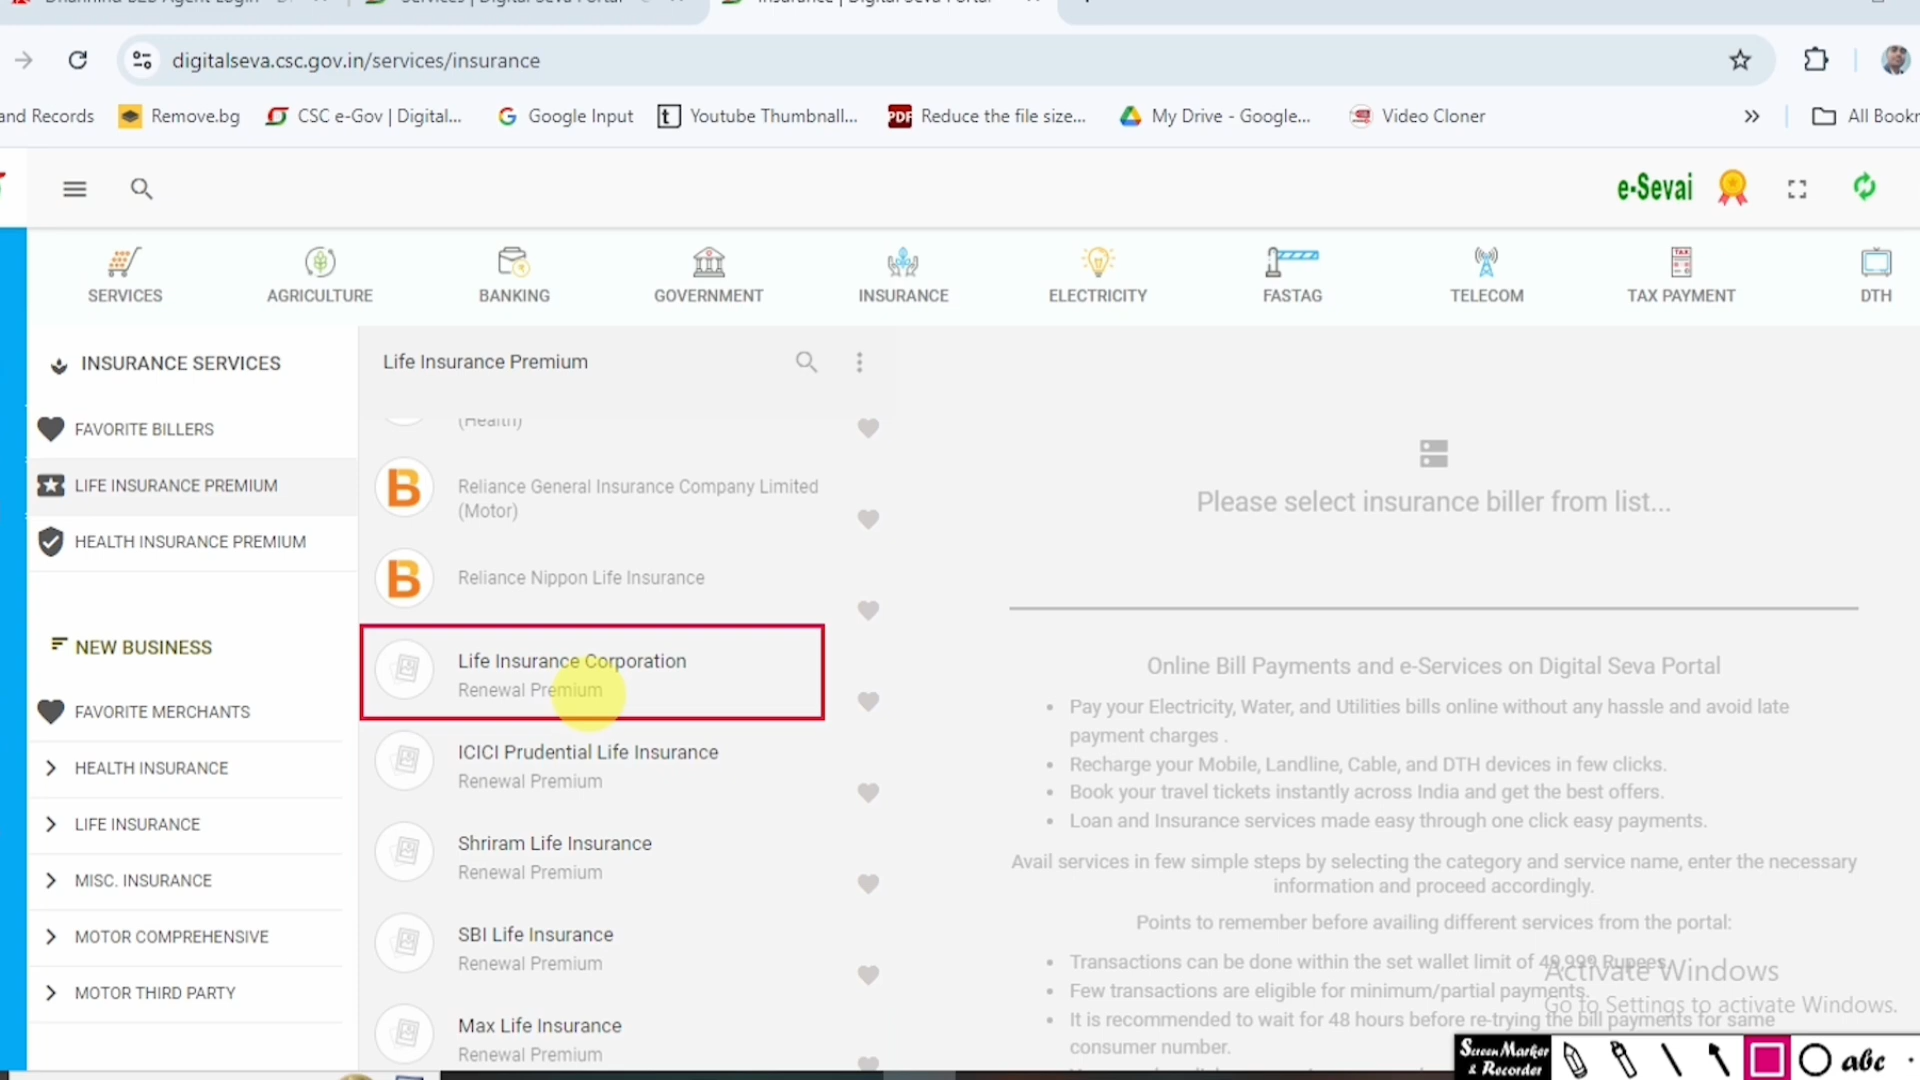 digitalseva.csc.gov.in/services/insurance
and Records
Remove.bg
CSC e-Gov | Digital...
Google Input
Youtube Thumbnall...
PDF
Reduce the file size...
My Drive - Google...
Video Cloner
»
All Bookr
e-Sevai
SERVICES
AGRICULTURE
BANKING
GOVERNMENT
INSURANCE
ELECTRICITY
FASTAG
TELECOM
TAX PAYMENT
DTH
INSURANCE SERVICES
FAVORITE BILLERS
LIFE INSURANCE PREMIUM
HEALTH INSURANCE PREMIUM
NEW BUSINESS
FAVORITE MERCHANTS
HEALTH INSURANCE
LIFE INSURANCE
MISC. INSURANCE
MOTOR COMPREHENSIVE
MOTOR THIRD PARTY
Life Insurance Premium
(Health)
Reliance General Insurance Company Limited
(Motor)
Reliance Nippon Life Insurance
Life Insurance Corporation
Renewal Premium
ICICI Prudential Life Insurance
Renewal Premium
Shriram Life Insurance
Renewal Premium
SBI Life Insurance
Renewal Premium
Max Life Insurance
Renewal Premium
Please select insurance biller from list...
Online Bill Payments and e-Services on Digital Seva Portal
• Pay your Electricity, Water, and Utilities bills online without any hassle and avoid late
payment charges .
• Recharge your Mobile, Landline, Cable, and DTH devices in few clicks.
• Book your travel tickets instantly across India and get the best offers.
• Loan and Insurance services made easy through one click easy payments.
Avail services in few simple steps by selecting the category and service name, enter the necessary
information and proceed accordingly.
Points to remember before availing different services from the portal:
• Transactions can be done within the set wallet limit of 49,999 Rupees.
• Few transactions are eligible for minimum/partial payments.
• It is recommended to wait for 48 hours before re-trying the bill payments for same
consumer number.
Activate Windows
Go to Settings to activate Windows.
Screen Marker
& Recorder
abc